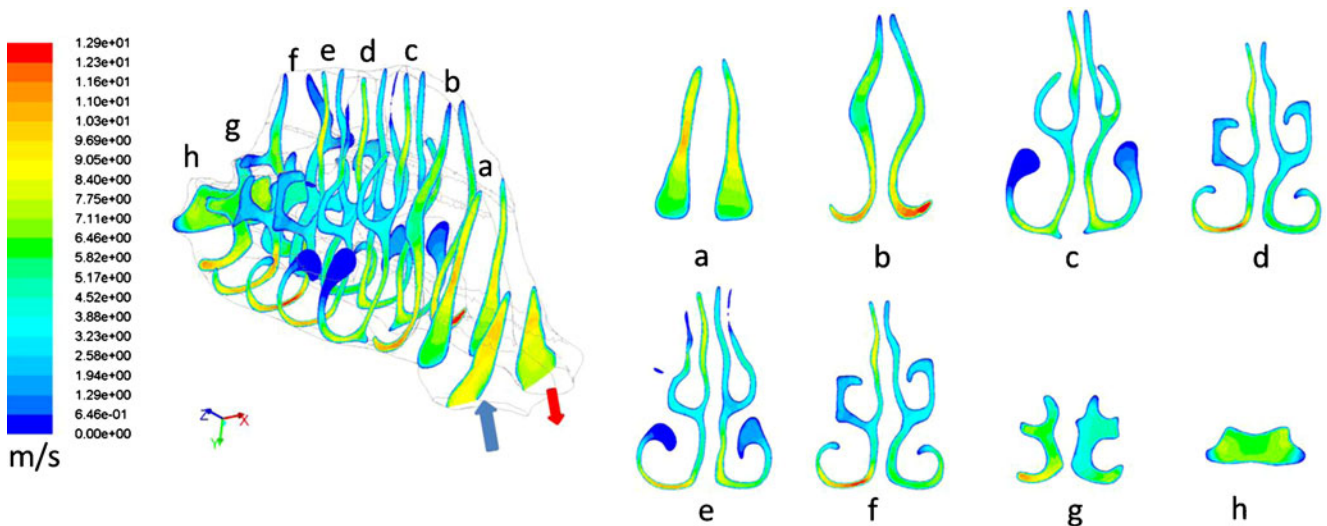 1.29e+01
1.23e+01
1.16e+01
1.10e+01
1.03e+01
9.69e+00
9.05e+00
8.40e+00
7.75e+00
7.11e+00
6.46e+00
5.82e+00
5.17e+00
4.52e+00
3.88e+00
3.23e+00
2.58e+00
1.94e+00
1.29e+00
6.46e-01
0.00e+00
m/s
h
g
f
e
d
c
b
a
Z
X
Y
a
b
c
d
e
f
g
h